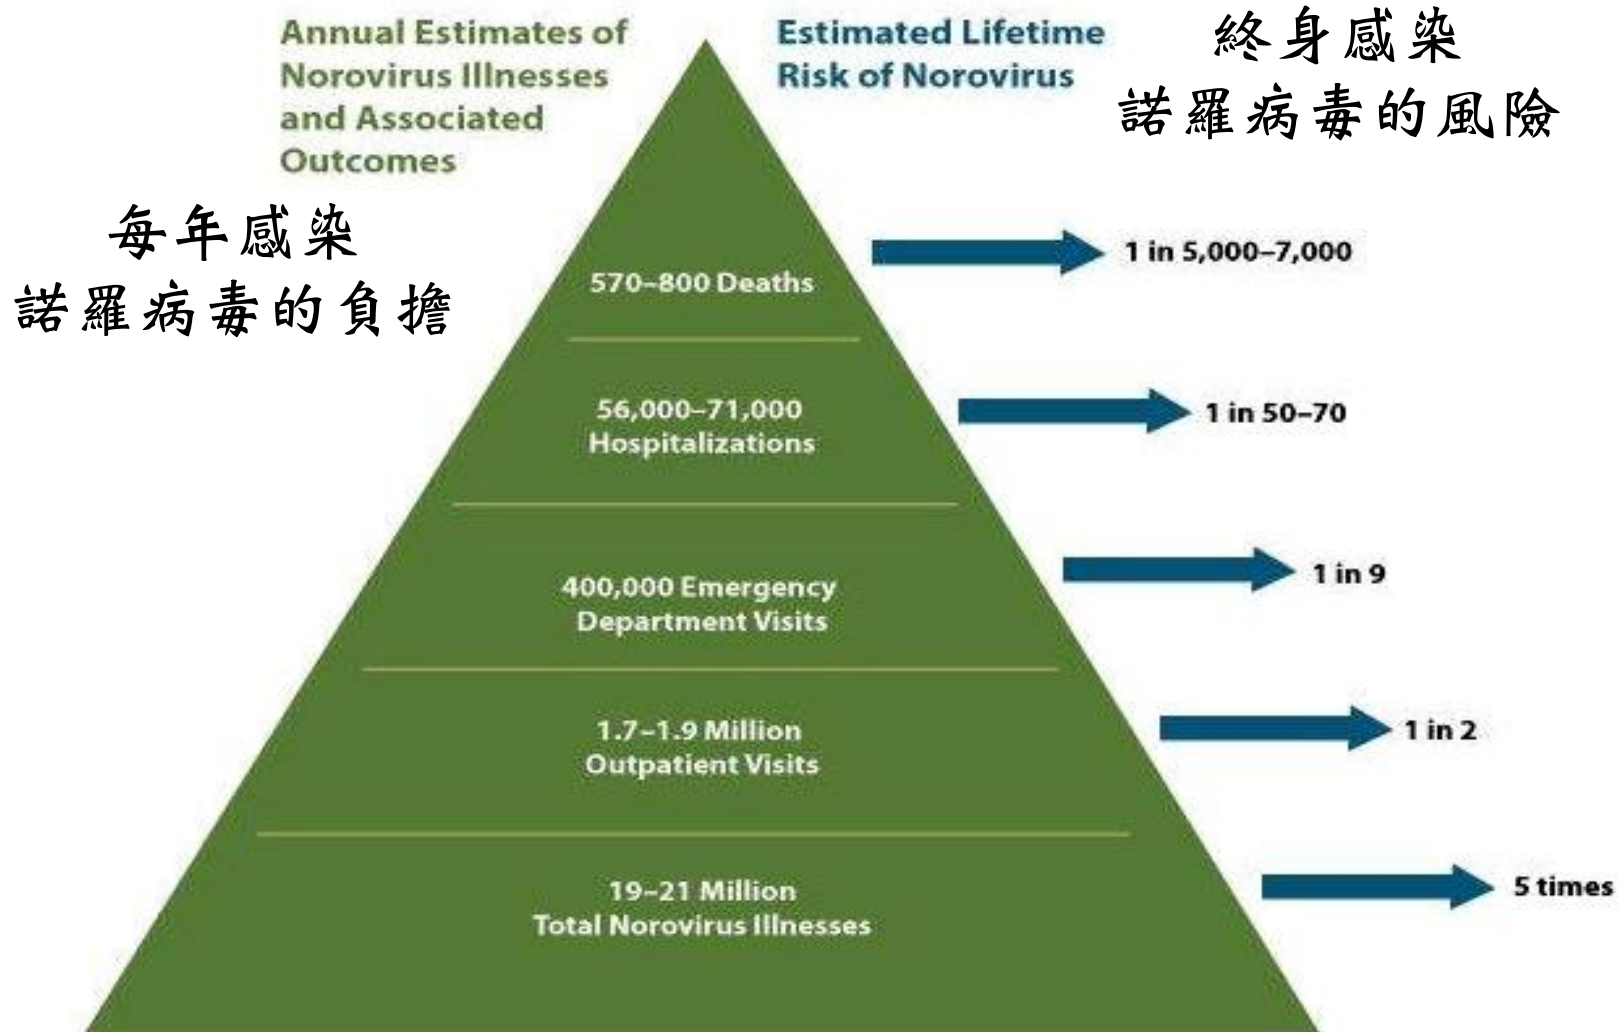 Annual Estimates of
Norovirus Illnesses
and Associated
Outcomes
每年感染
諾羅病毒的負擔
Estimated Lifetime
Risk of Norovirus
終身感染
諾羅病毒的風險
570–800 Deaths
1 in 5,000–7,000
56,000–71,000
Hospitalizations
1 in 50–70
400,000 Emergency
Department Visits
1 in 9
1.7–1.9 Million
Outpatient Visits
1 in 2
19–21 Million
Total Norovirus Illnesses
5 times